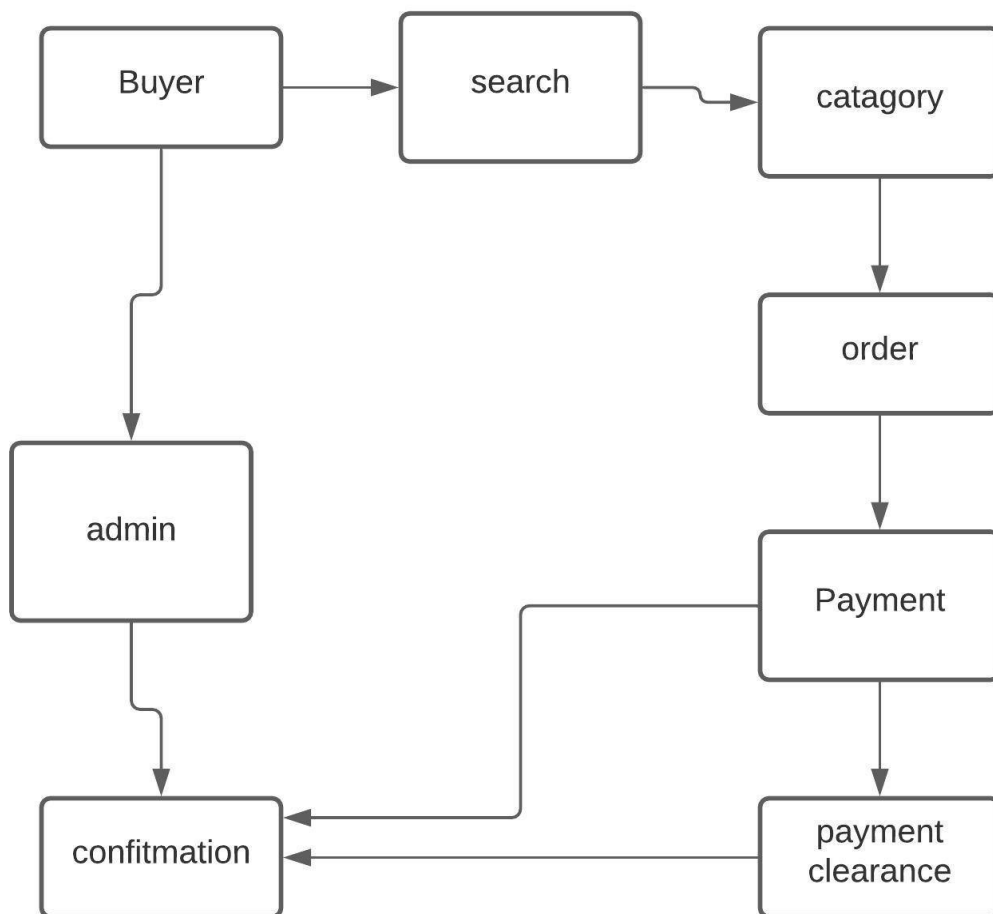 Buyer
search
catagory
order
admin
Payment
confitmation
payment
clearance